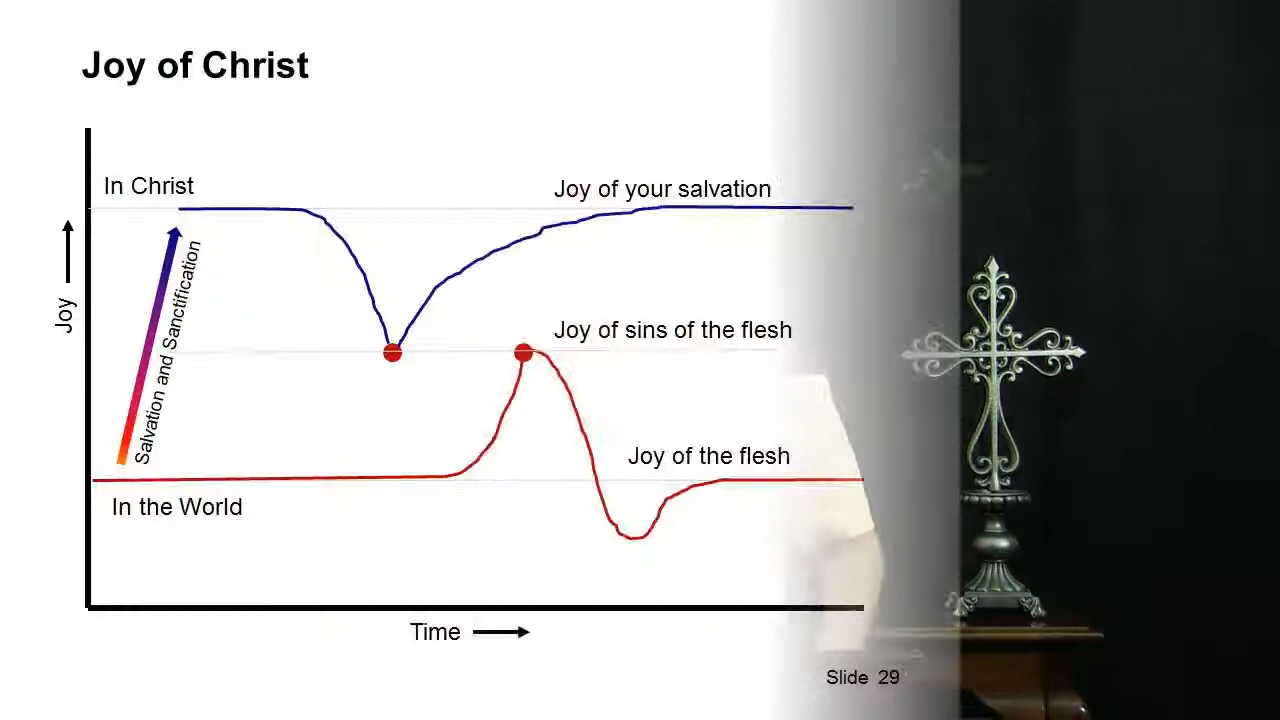 Joy of Christ
In Christ
Joy of your salvation
Joy
Salvation and Sanctification
Joy of sins of the flesh
Joy of the flesh
In the World
Time
Slide 29